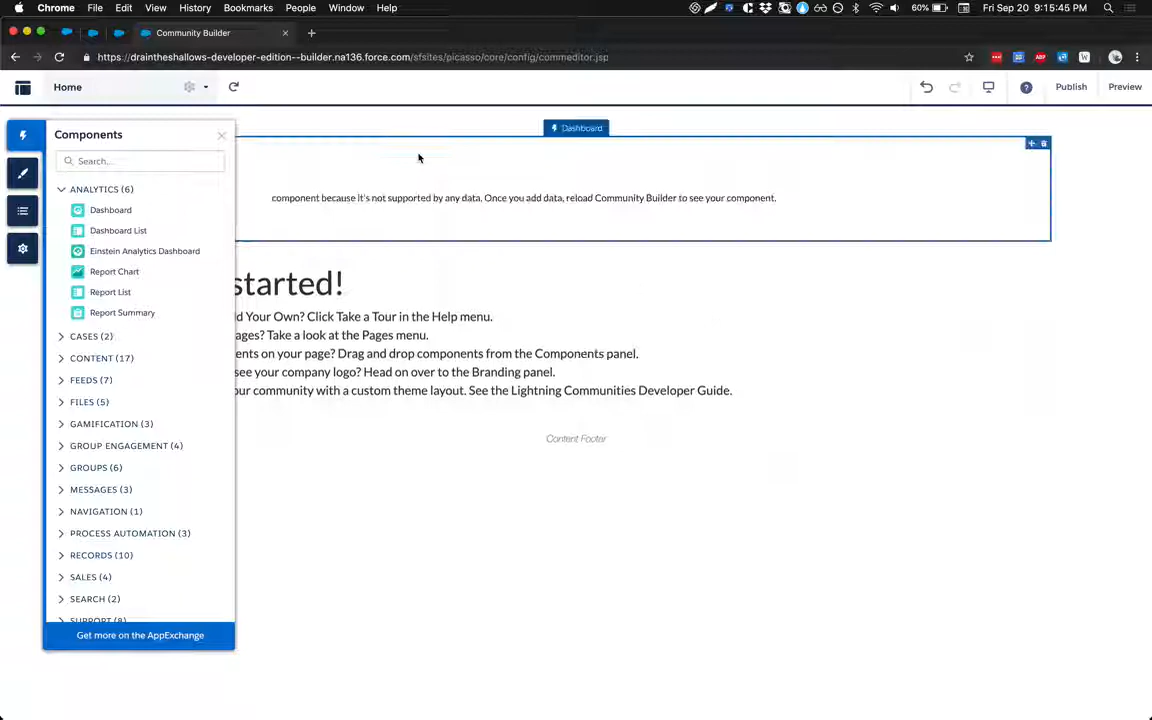 Chrome File Edit View History Bookmarks People Window Help 60% Fri Sep 20 9:15:45 PM
Community Builder
https://draintheshallows-developer-edition--builder.na136.force.com/sfsites/picasso/core/config/commeditor.jsp
Home Publish Preview
Components
Dashboard
Search...
component because it's not supported by any data. Once you add data, reload Community Builder to see your component.
ANALYTICS (6)
Dashboard
Dashboard List
Einstein Analytics Dashboard
Report Chart
Report List
Report Summary
CASES (2)
CONTENT (17)
FEEDS (7)
FILES (5)
GAMIFICATION (3)
GROUP ENGAGEMENT (4)
GROUPS (6)
MESSAGES (3)
NAVIGATION (1)
PROCESS AUTOMATION (3)
RECORDS (10)
SALES (4)
SEARCH (2)
SUPPORT (8)
Get more on the AppExchange
started!
d Your Own? Click Take a Tour in the Help menu.
ages? Take a look at the Pages menu.
ents on your page? Drag and drop components from the Components panel.
see your company logo? Head on over to the Branding panel.
our community with a custom theme layout. See the Lightning Communities Developer Guide.
Content Footer